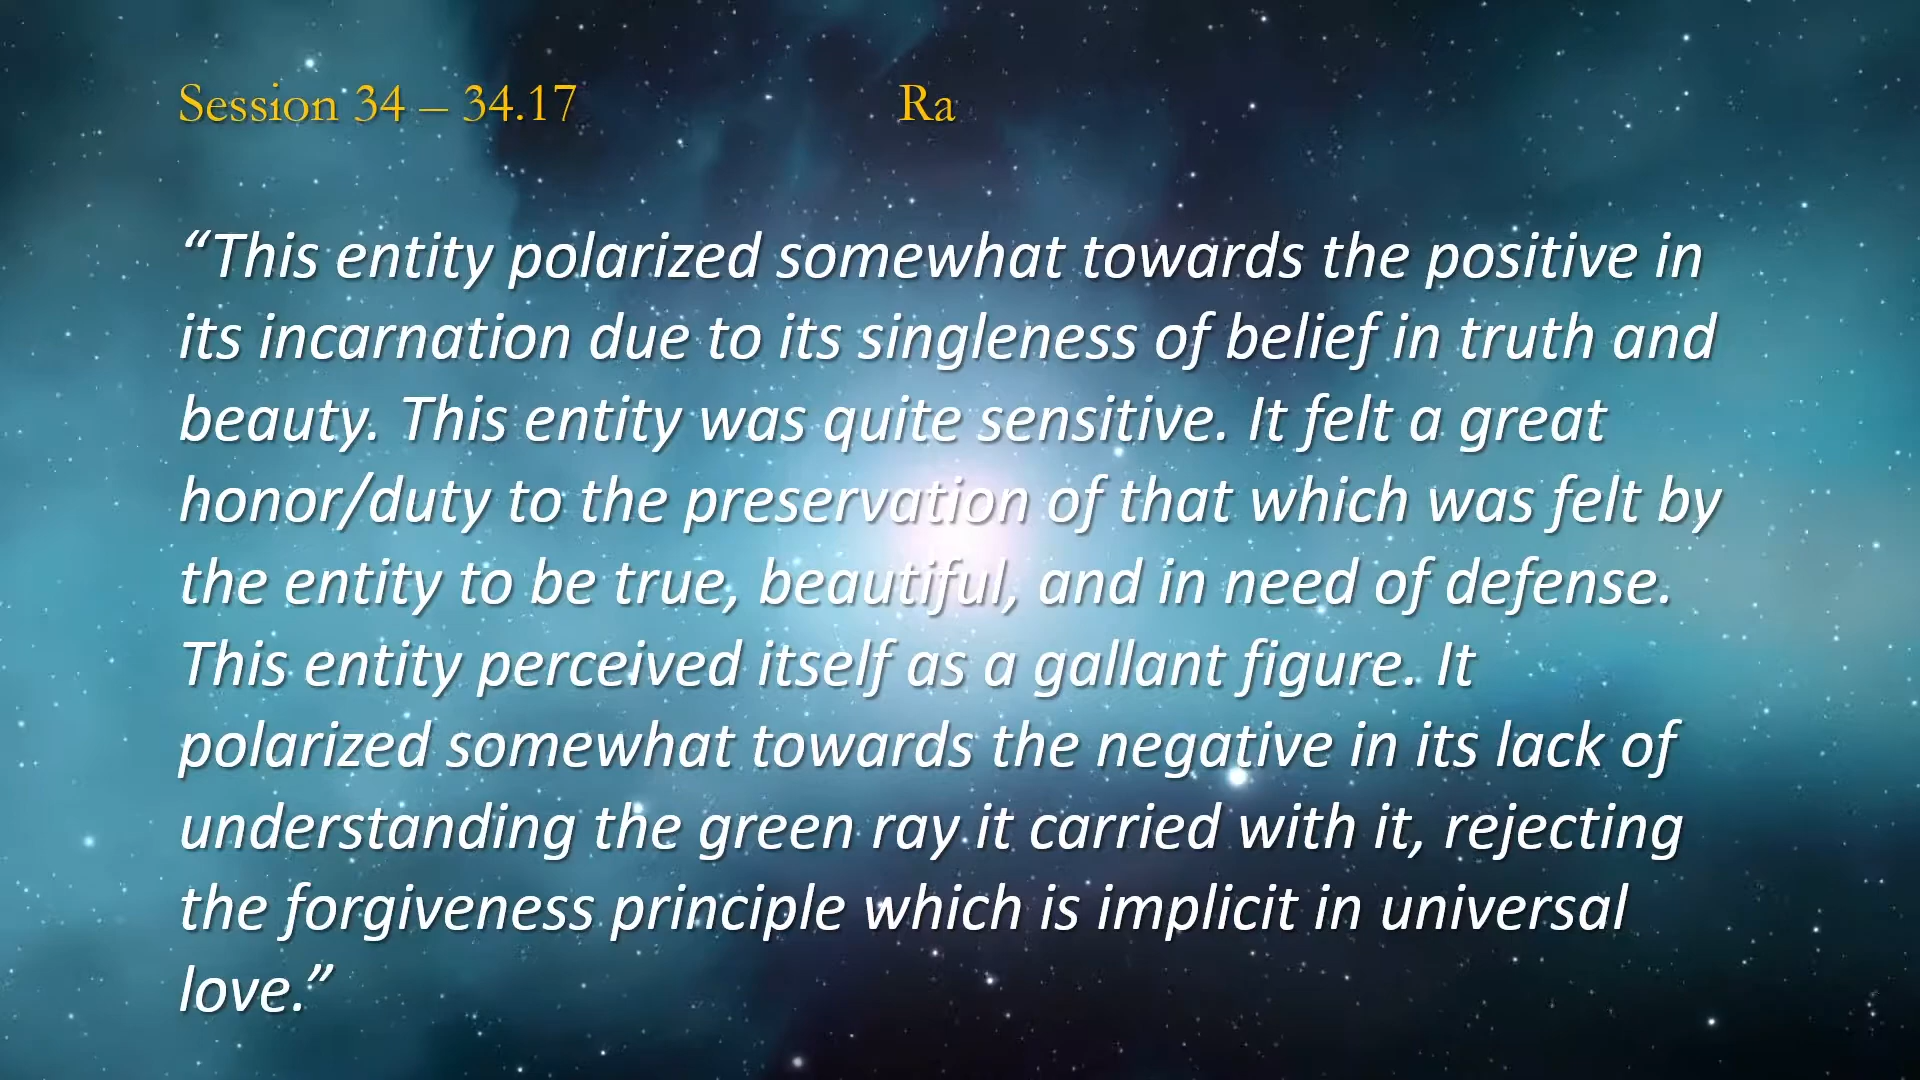 Session 34 – 34.17 Ra
“This entity polarized somewhat towards the positive in
its incarnation due to its singleness of belief in truth and
beauty. This entity was quite sensitive. It felt a great
honor/duty to the preservation of that which was felt by
the entity to be true, beautiful, and in need of defense.
This entity perceived itself as a gallant figure. It
polarized somewhat towards the negative in its lack of
understanding the green ray it carried with it, rejecting
the forgiveness principle which is implicit in universal
love.”